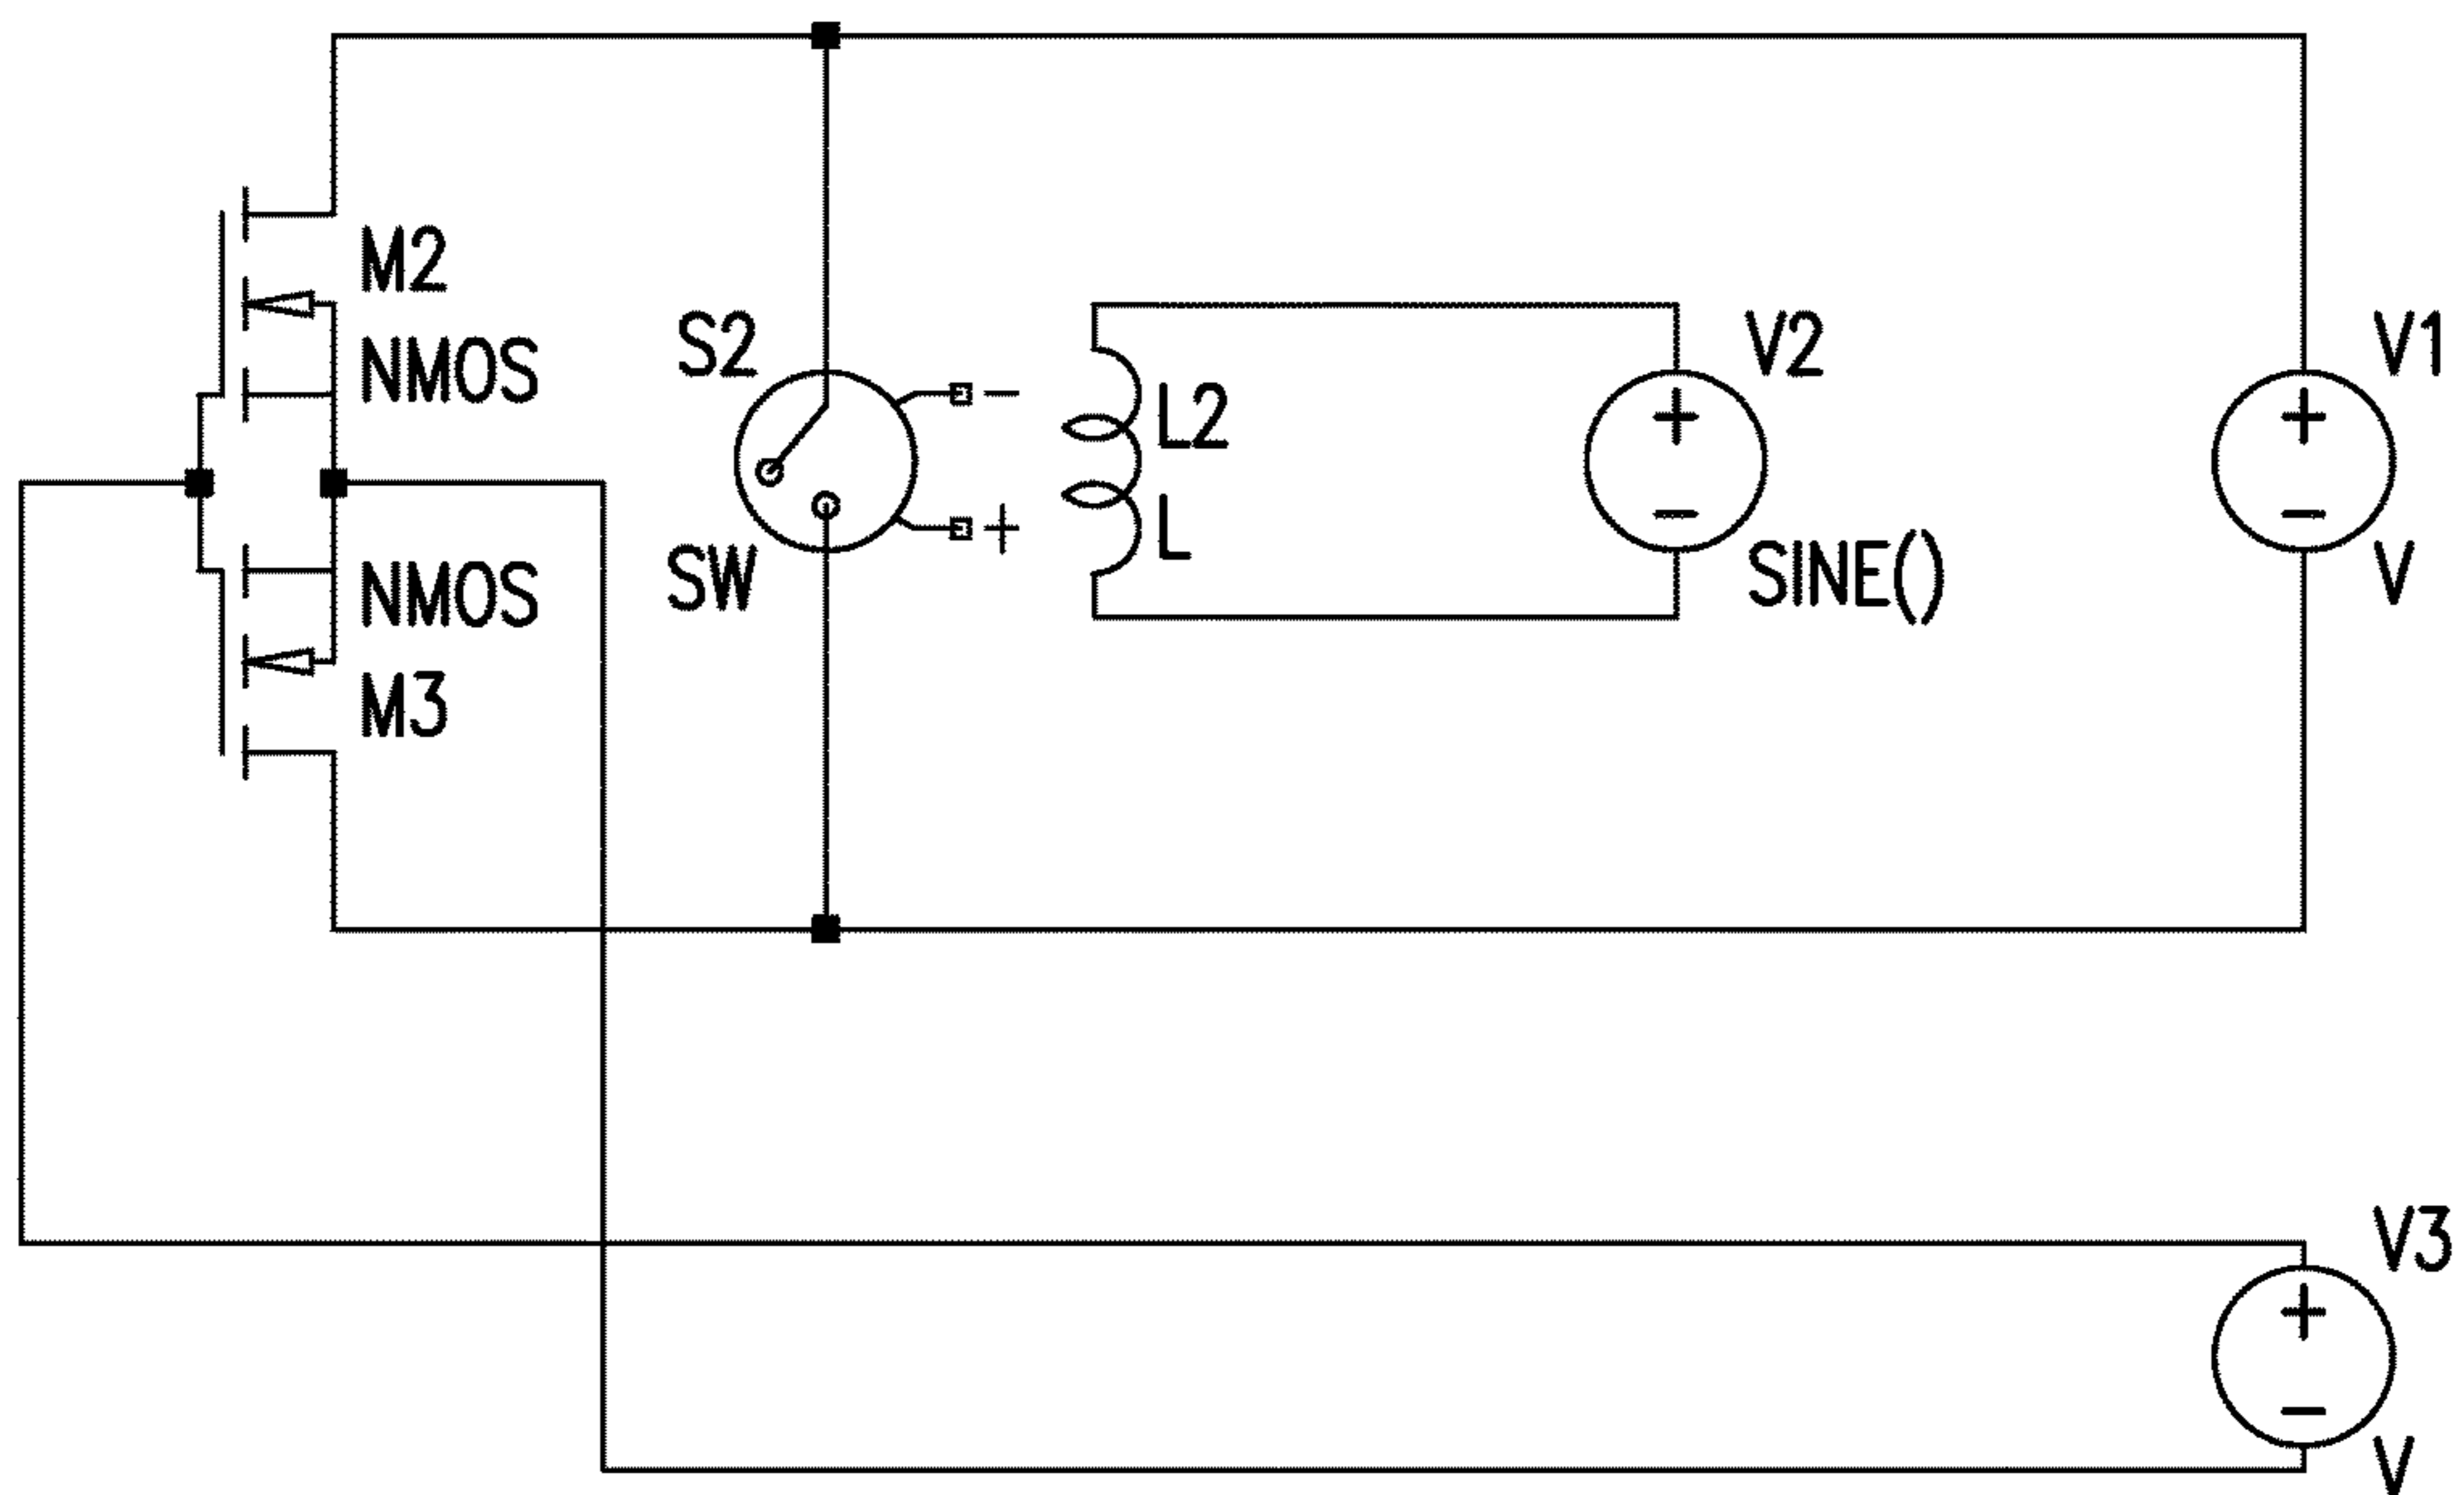 M2
NMOS
NMOS
M3
S2
SW
-
+
L2
L
V2
+
-
SINE()
V1
+
-
V
V3
+
-
V